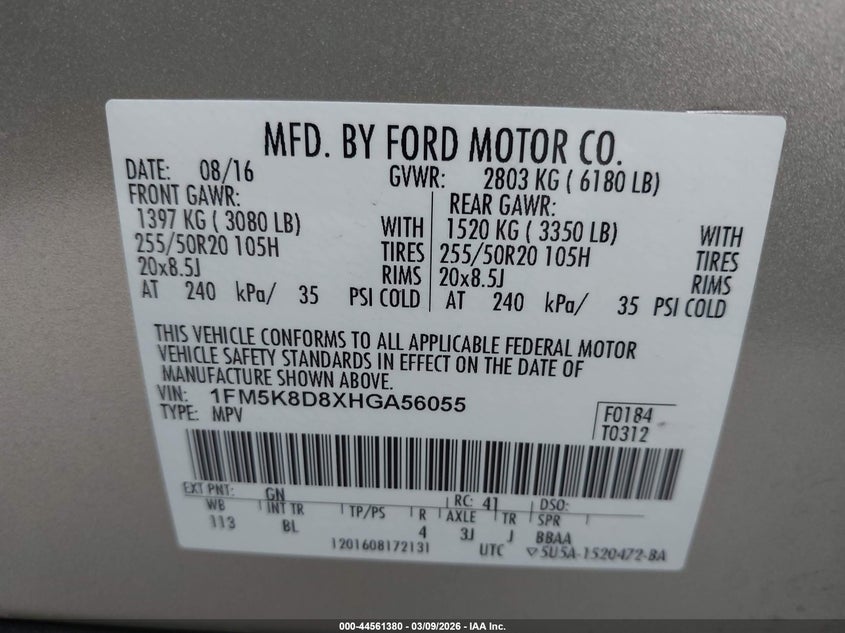 MFD. BY FORD MOTOR CO.
DATE: 08/16 GVWR: 2803 KG ( 6180 LB)
FRONT GAWR: REAR GAWR:
1397 KG ( 3080 LB) WITH 1520 KG ( 3350 LB) WITH
255/50R20 105H TIRES 255/50R20 105H TIRES
20x8.5J RIMS 20x8.5J RIMS
AT 240 kPa/ 35 PSI COLD AT 240 kPa/ 35 PSI COLD
THIS VEHICLE CONFORMS TO ALL APPLICABLE FEDERAL MOTOR
VEHICLE SAFETY STANDARDS IN EFFECT ON THE DATE OF
MANUFACTURE SHOWN ABOVE.
VIN: 1FM5K8D8XHGA56055
TYPE: MPV
F0184
T0312
EXT PNT: GN RC: 41 DSO:
WB INT TR TP/PS R AXLE TR SPR
113 BL 4 3J J BBAA
1201608172131 UTC ▽5U5A-1520472-BA
000-44561380 - 03/09/2026 - IAA Inc.